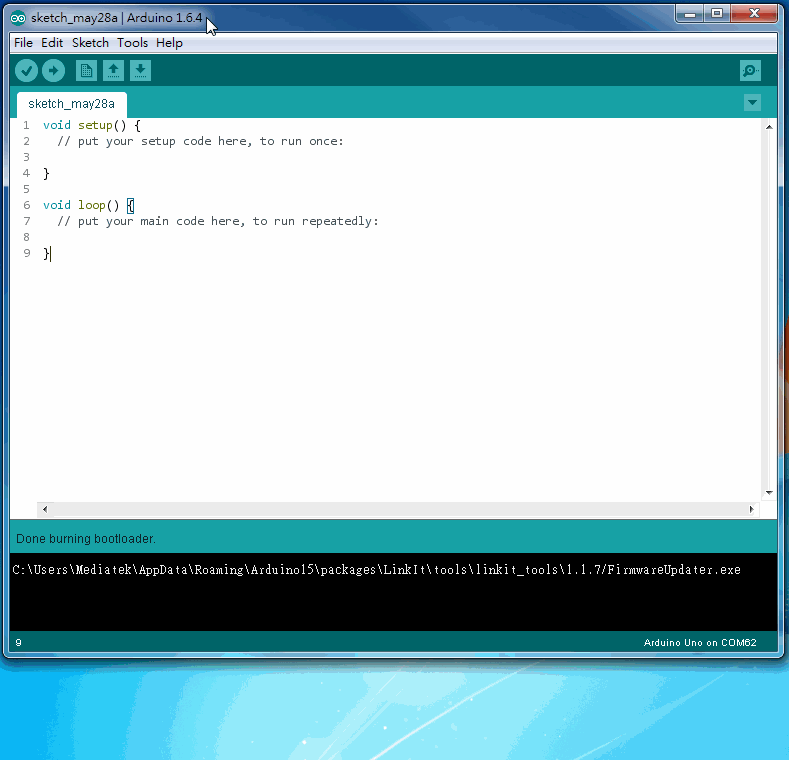 sketch_may28a | Arduino 1.6.4
File Edit Sketch Tools Help
sketch_may28a
1 void setup() {
2 // put your setup code here, to run once:
3
4 }
5
6 void loop() {
7 // put your main code here, to run repeatedly:
8
9 }
Done burning bootloader.
C:\Users\Mediatek\AppData\Roaming\Arduino15\packages\LinkIt\tools\linkit_tools\1.1.7/FirmwareUpdater.exe
9 Arduino Uno on COM62